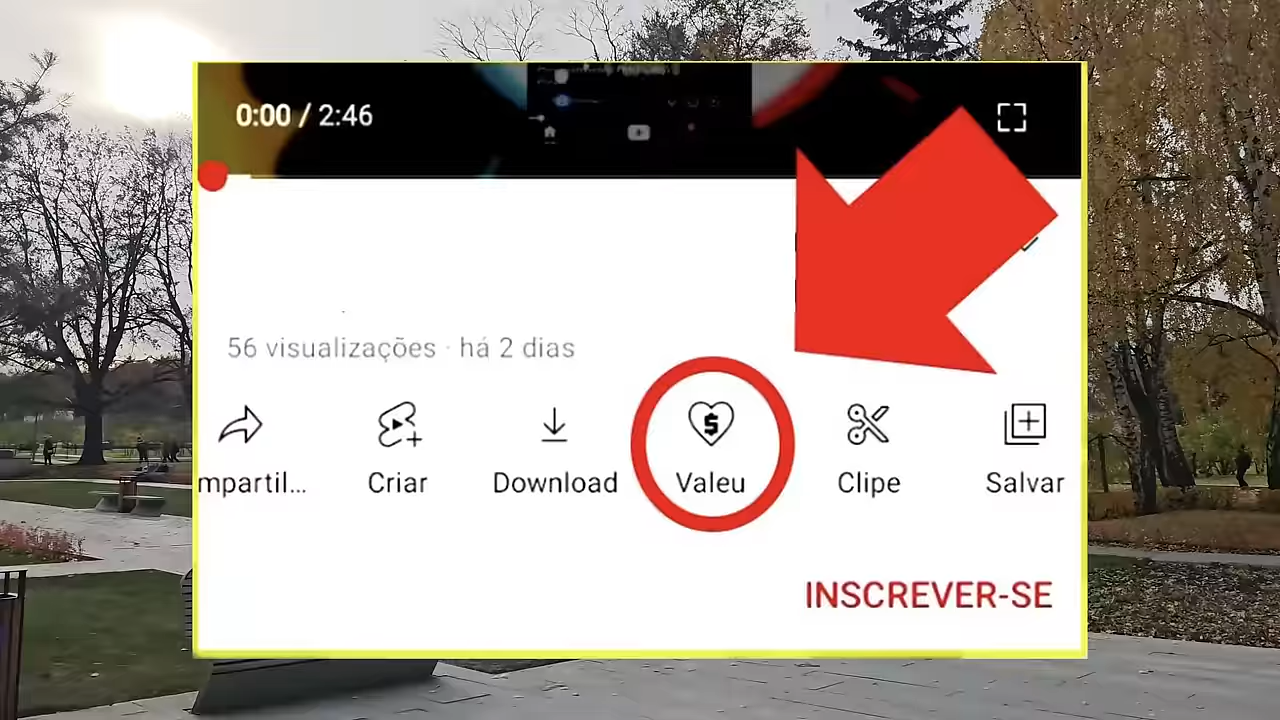 0:00 / 2:46
56 visualizações · há 2 dias
mpartil... Criar Download Valeu Clipe Salvar
INSCREVER-SE